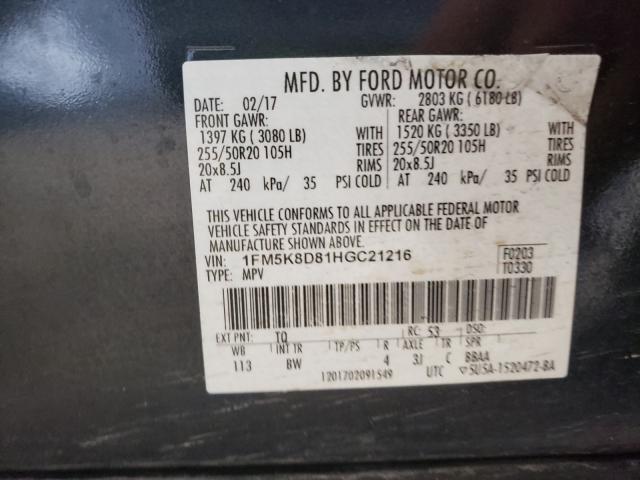 MFD. BY FORD MOTOR CO.
DATE: 02/17 GVWR: 2803 KG ( 6180 LB)
FRONT GAWR: REAR GAWR:
1397 KG ( 3080 LB) WITH 1520 KG ( 3350 LB) WITH
255/50R20 105H TIRES 255/50R20 105H TIRES
20x8.5J RIMS 20x8.5J RIMS
AT 240 kPa/ 35 PSI COLD AT 240 kPa/ 35 PSI COLD
THIS VEHICLE CONFORMS TO ALL APPLICABLE FEDERAL MOTOR
VEHICLE SAFETY STANDARDS IN EFFECT ON THE DATE OF
MANUFACTURE SHOWN ABOVE.
VIN: 1FM5K8D81HGC21216 F0203
TYPE: MPV T0330
EXT PNT: TQ RC: 53 DSO:
WB INT TR TP/PS R AXLE TR SPR
113 BW 4 3J C BBAA
1201702091549 UTC ▽5U5A-1520472-BA